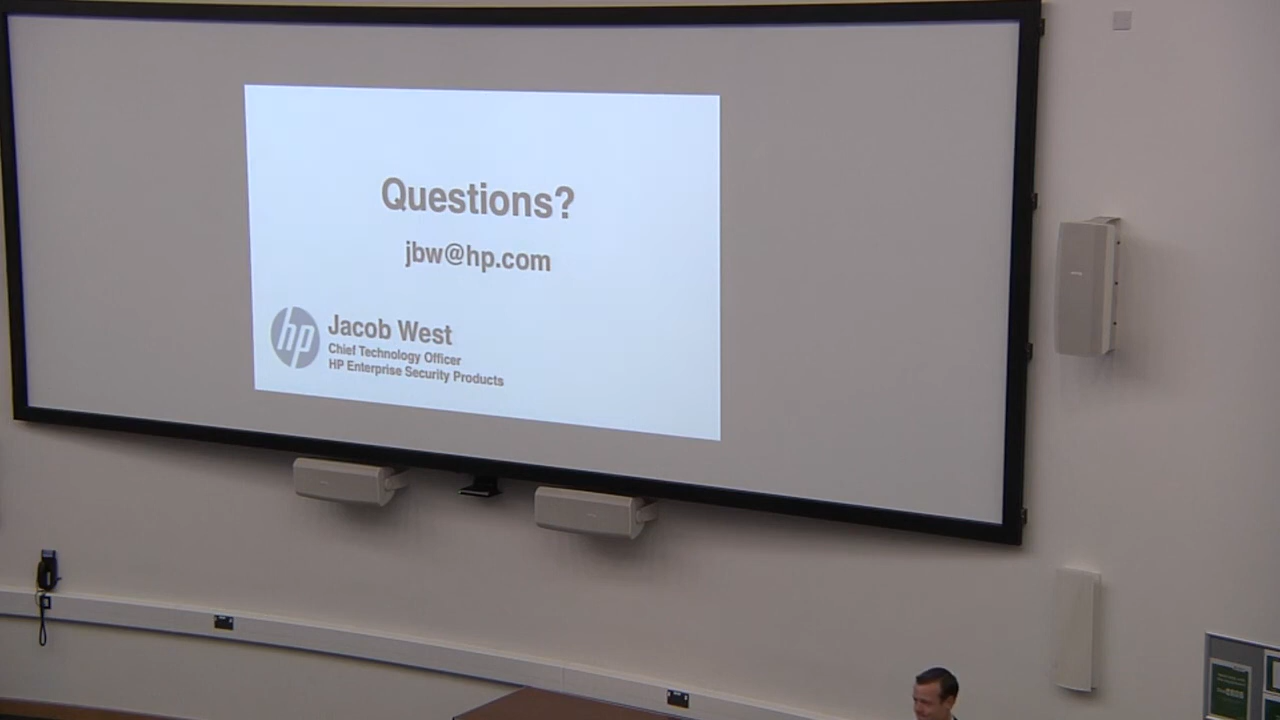 Questions?
jbw@hp.com
hp
Jacob West
Chief Technology Officer
HP Enterprise Security Products